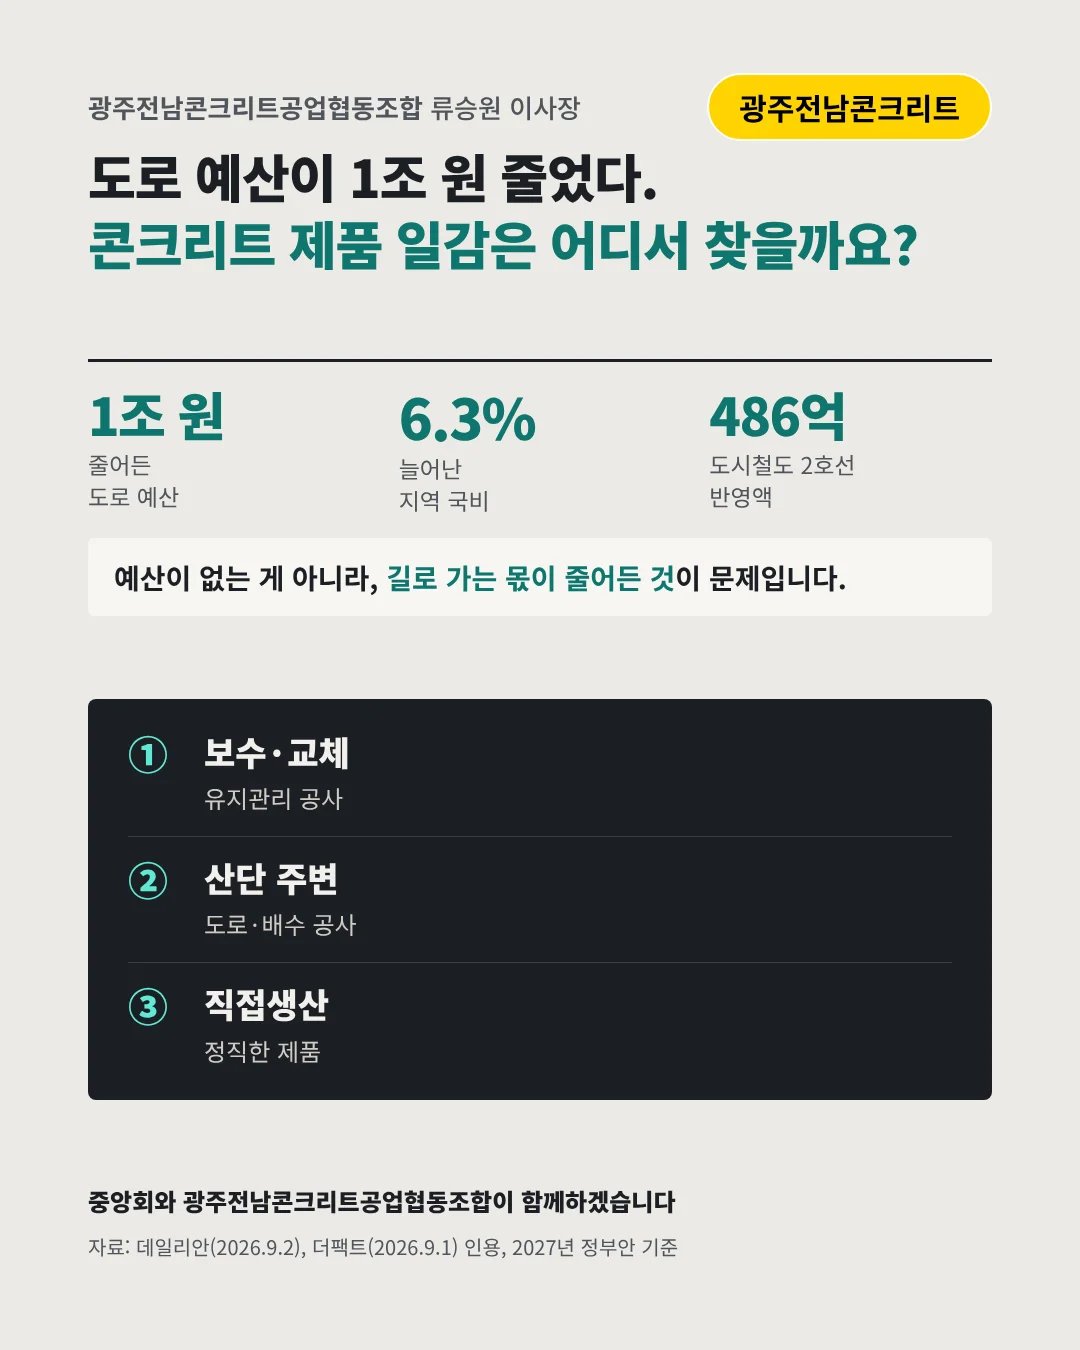 광주전남콘크리트공업협동조합 류승원 이사장
광주전남콘크리트
도로 예산이 1조 원 줄었다.
콘크리트 제품 일감은 어디서 찾을까요?
1조 원
줄어든
도로 예산
6.3%
늘어난
지역 국비
486억
도시철도 2호선
반영액
예산이 없는 게 아니라, 길로 가는 몫이 줄어든 것이 문제입니다.
① 보수·교체
유지관리 공사
② 산단 주변
도로·배수 공사
③ 직접생산
정직한 제품
중앙회와 광주전남콘크리트공업협동조합이 함께하겠습니다
자료: 데일리안(2026.9.2), 더팩트(2026.9.1) 인용, 2027년 정부안 기준